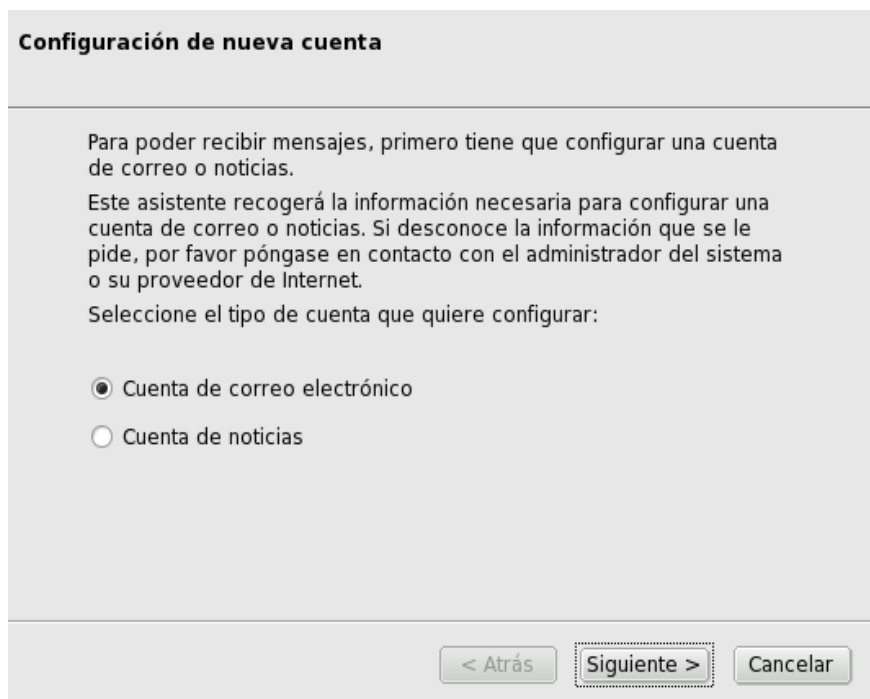 Configuración de nueva cuenta
Para poder recibir mensajes, primero tiene que configurar una cuenta
de correo o noticias.
Este asistente recogerá la información necesaria para configurar una
cuenta de correo o noticias. Si desconoce la información que se le
pide, por favor póngase en contacto con el administrador del sistema
o su proveedor de Internet.
Seleccione el tipo de cuenta que quiere configurar:
Cuenta de correo electrónico
Cuenta de noticias
< Atrás
Siguiente >
Cancelar